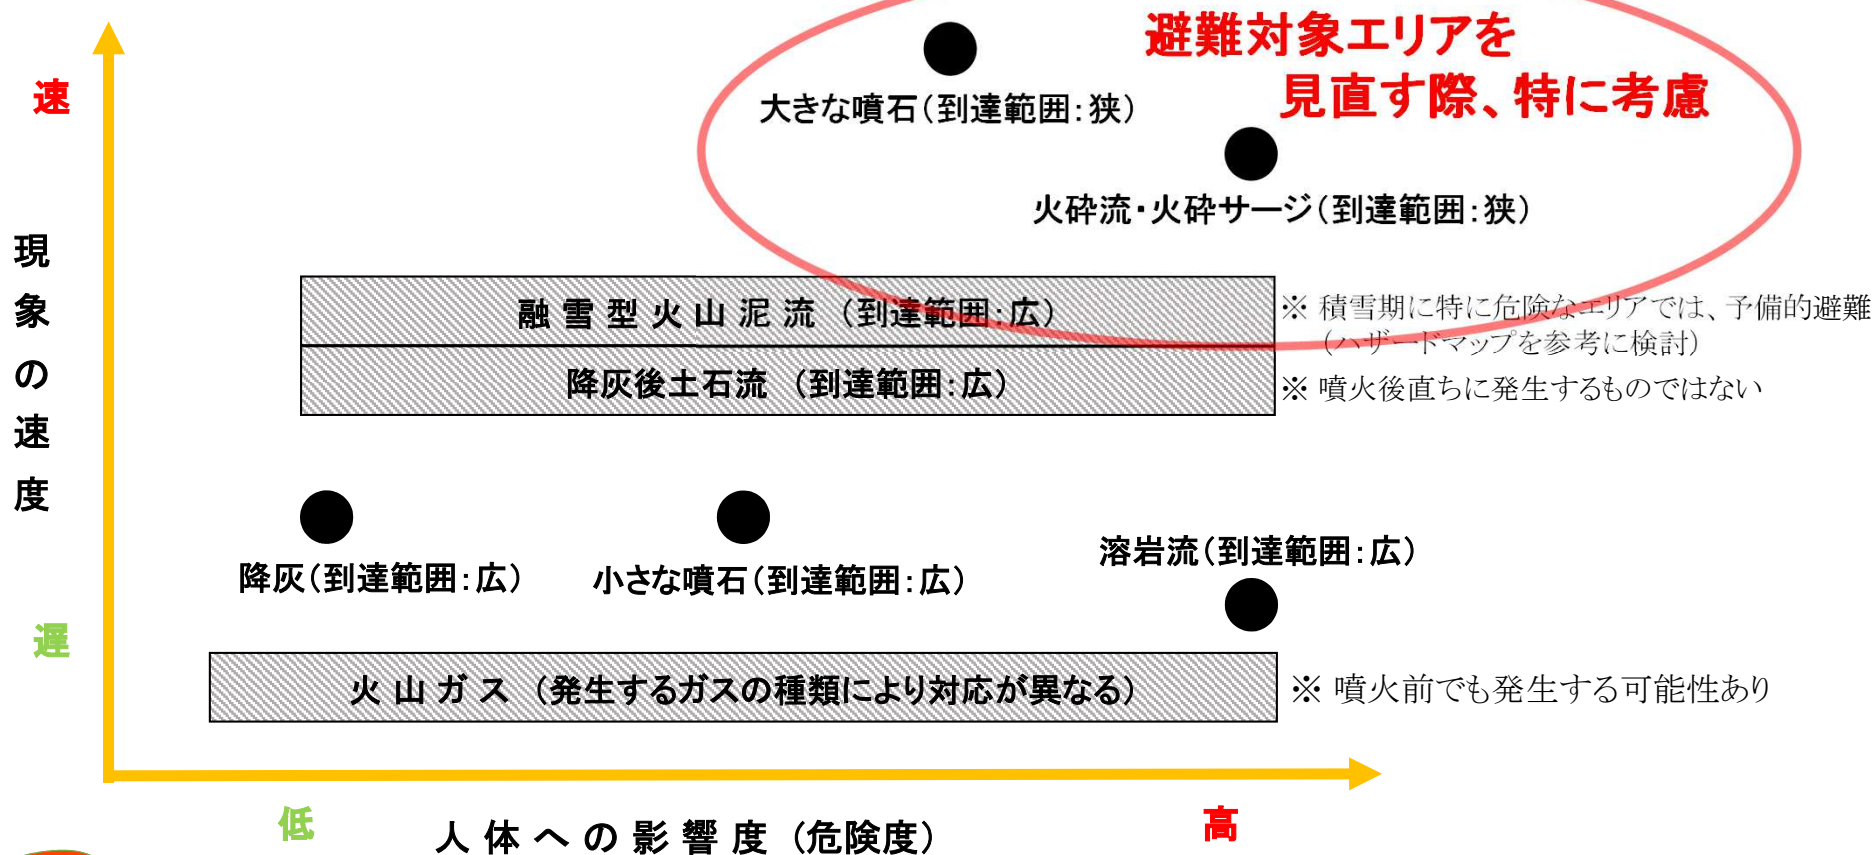 避難対象エリアを
見直す際、特に考慮
速
大きな噴石(到達範囲:狭)
火砕流・火砕サージ(到達範囲:狭)
現象の速度
融雪型火山泥流 (到達範囲:広)
※ 積雪期に特に危険なエリアでは、予備的避難
(ハザードマップを参考に検討)
降灰後土石流 (到達範囲:広)
※ 噴火後直ちに発生するものではない
降灰(到達範囲:広)
小さな噴石(到達範囲:広)
溶岩流(到達範囲:広)
遅
火山ガス (発生するガスの種類により対応が異なる)
※ 噴火前でも発生する可能性あり
低
人体への影響度 (危険度)
高